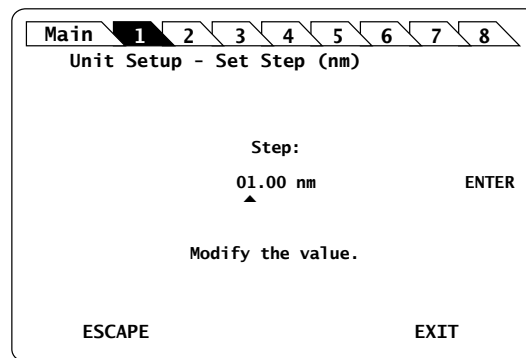 Main 1 2 3 4 5 6 7 8
Unit Setup - Set Step (nm)
Step:
01.00 nm ENTER
Modify the value.
ESCAPE EXIT